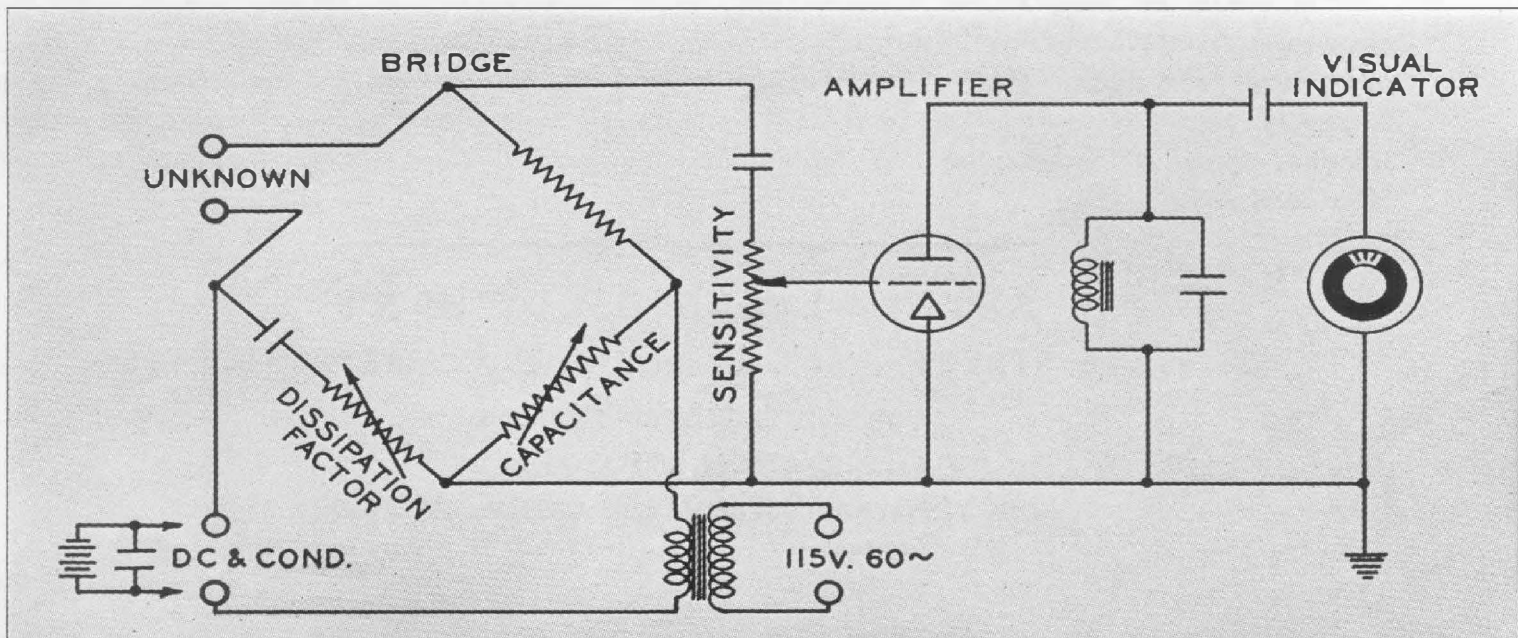 BRIDGE
UNKNOWN
AMPLIFIER
VISUAL
INDICATOR
SENSITIVITY
DISSIPATION
FACTOR
CAPACITANCE
DC & COND.
115V. 60~